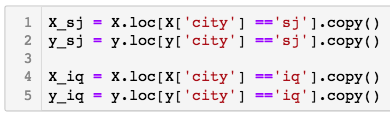 1 X_sj = X.loc[X['city'] =='sj'].copy()
2 y_sj = y.loc[y['city'] =='sj'].copy()
3
4 X_iq = X.loc[X['city'] =='iq'].copy()
5 y_iq = y.loc[y['city'] =='iq'].copy()